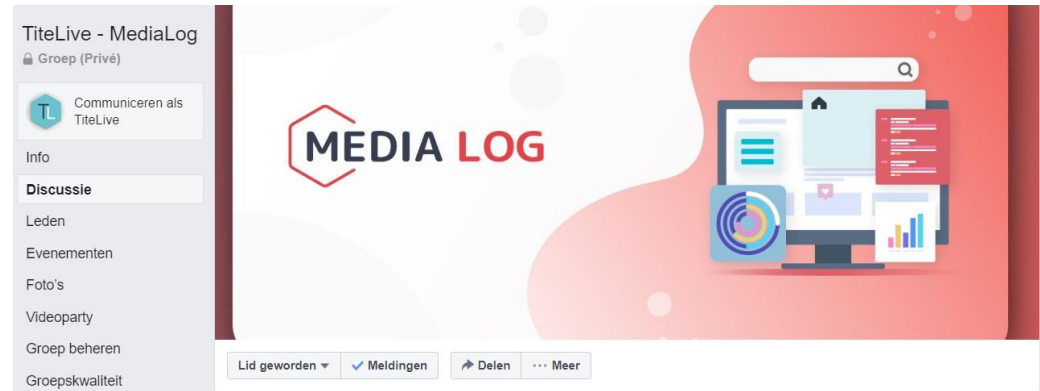 TiteLive - MediaLog
Groep (Privé)
TL
Communiceren als
TiteLive
Info
Discussie
Leden
Evenementen
Foto's
Videoparty
Groep beheren
Groepskwaliteit
MEDIA LOG
Lid geworden
Meldingen
Delen
··· Meer